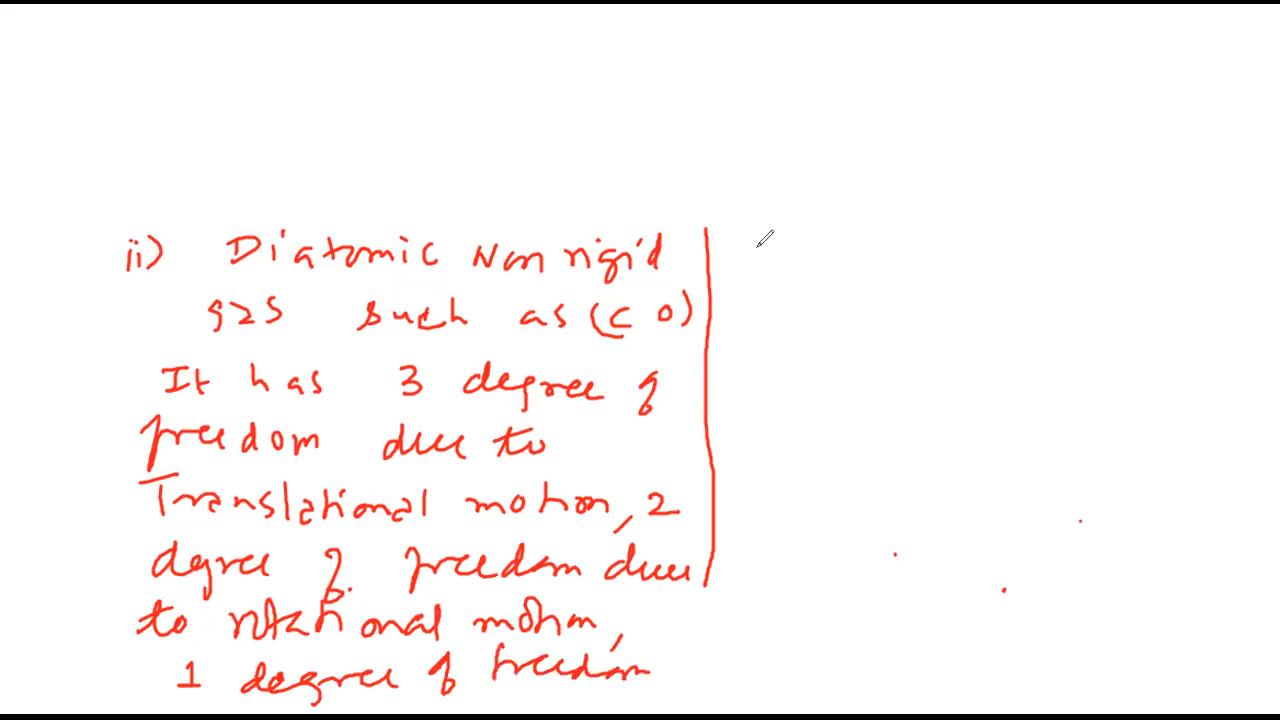 ii) Diatomic Non rigid
gas such as (CO)
It has 3 degree of
freedom due to
Translational motion, 2
degree of freedom due
to rotational motion,
1 degree of freedom